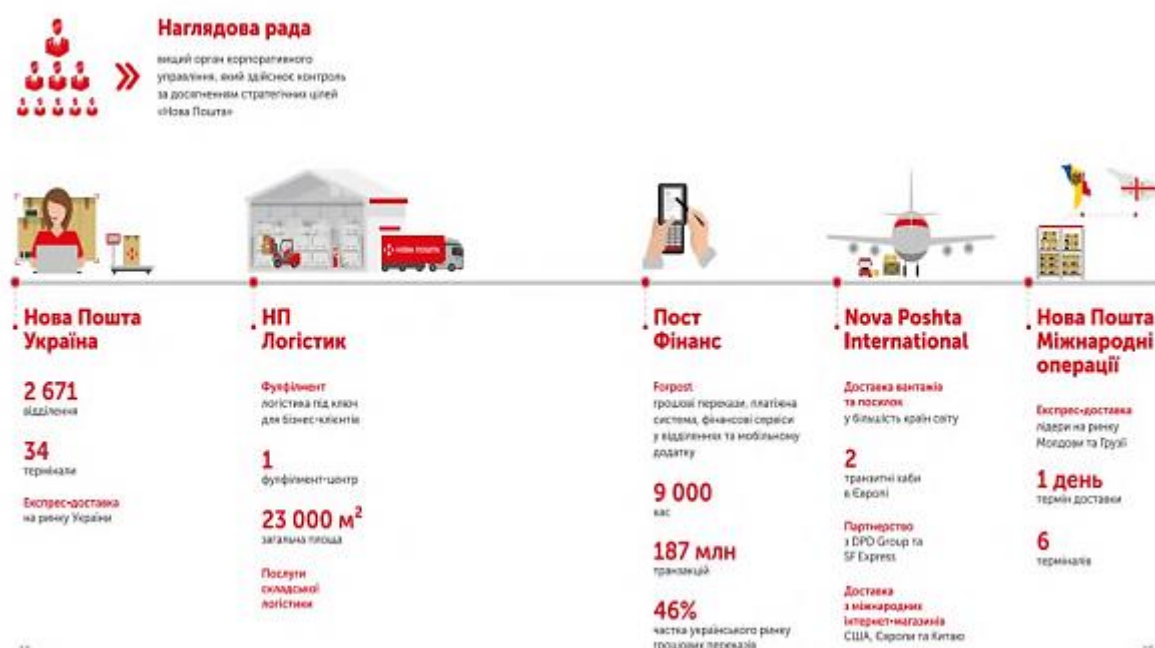 Наглядова рада
вищий орган корпоративного
управління, який здійснює контроль
за досягненням стратегічних цілей
«Нова Пошта»
НОВА ПОШТА
Нова Пошта
Україна
2 671
відділення
34
термінали
Експрес-доставка
на ринку України
НП
Логістик
Фулфілмент
логістика під ключ
для бізнес-клієнтів
1
фулфілмент-центр
23 000 м²
загальна площа
Послуги
складської
логістики
Пост
Фінанс
Forpost
грошові перекази, платіжна
система, фінансові сервіси
у відділеннях та мобільному
додатку
9 000
кас
187 млн
транзакцій
46%
частка українського ринку
грошових переказів
Nova Poshta
International
Доставка вантажів
та посилок
у більшість країн світу
2
транзитні хаби
в Європі
Партнерство
з DPD Group та
SF Express
Доставка
з міжнародних
інтернет-магазинів
США, Європи та Китаю
Нова Пошта
Міжнародні
операції
Експрес-доставка
лідери на ринку
Молдови та Грузії
1 день
термін доставки
6
терміналів